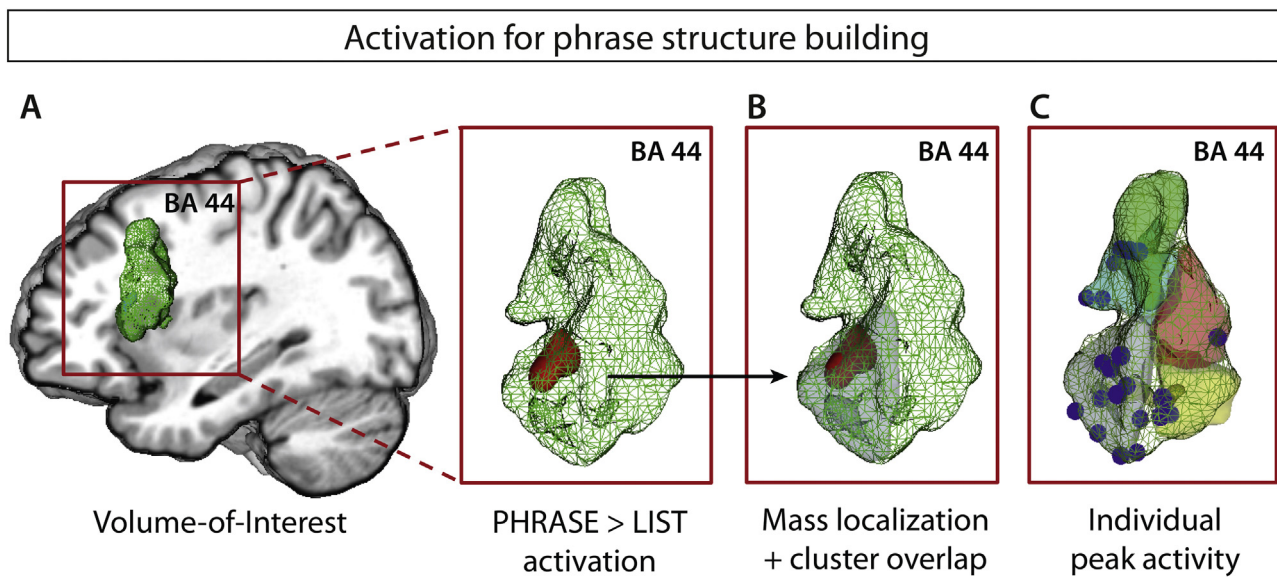 Activation for phrase structure building
A
BA 44
Volume-of-Interest
BA 44
PHRASE > LIST
activation
B
BA 44
Mass localization
+ cluster overlap
C
BA 44
Individual
peak activity